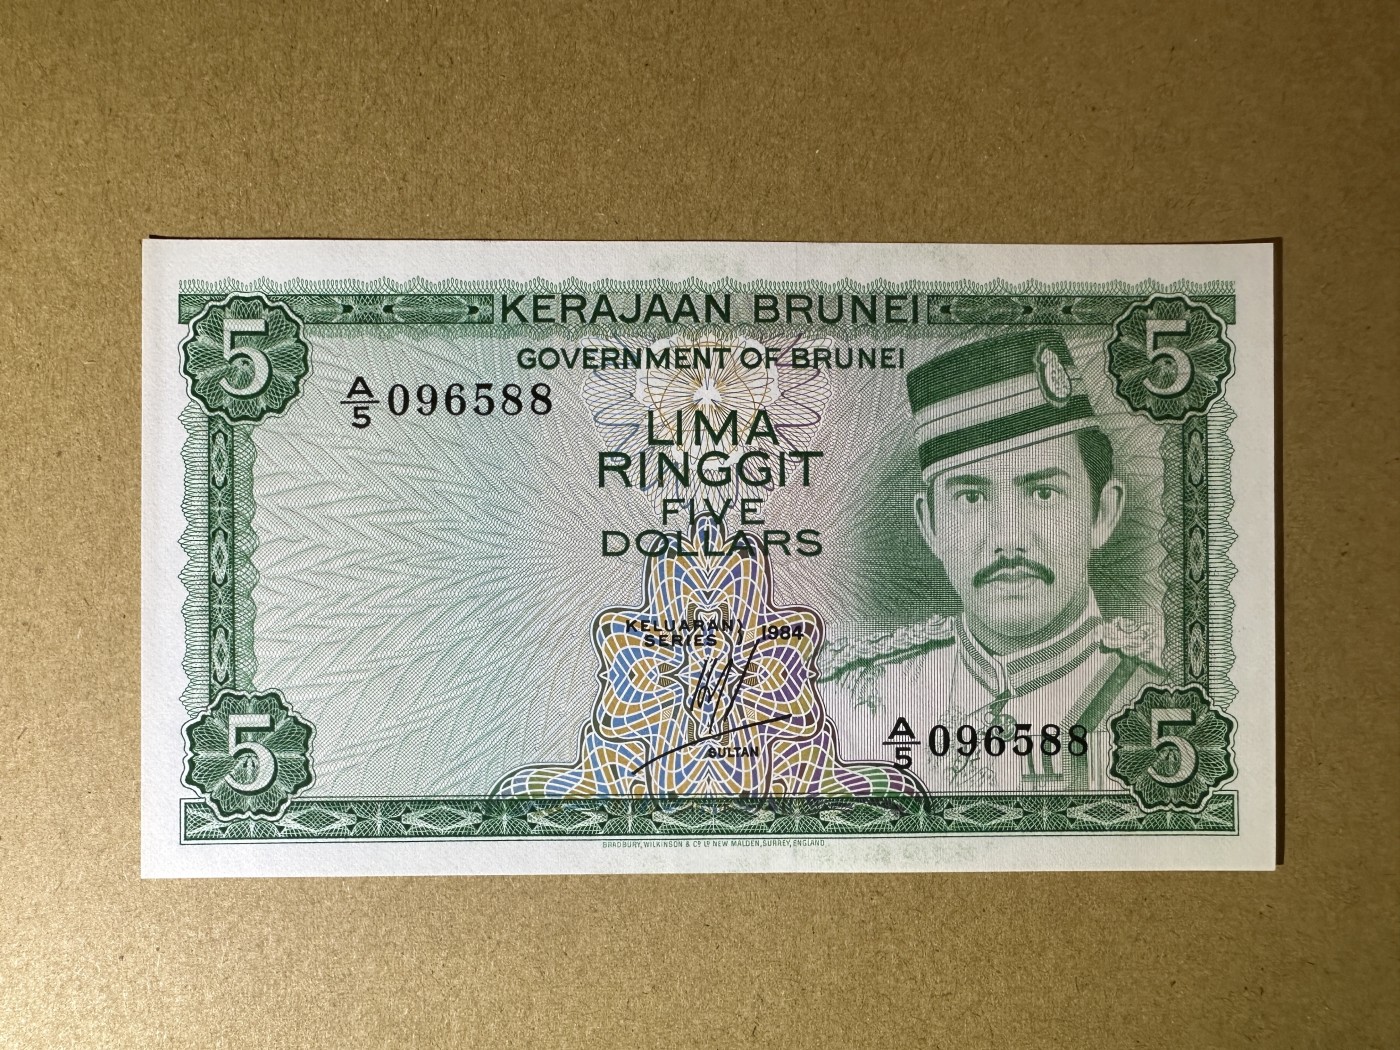 5 KERAJAAN BRUNEI 5
GOVERNMENT OF BRUNEI
A/5 096588
LIMA
RINGGIT
FIVE
DOLLARS
KELUARAN
SERIES } 1984
SULTAN
A/5 096588
5 5
BRADBURY, WILKINSON & Cº Lᴰ NEW MALDEN, SURREY, ENGLAND.